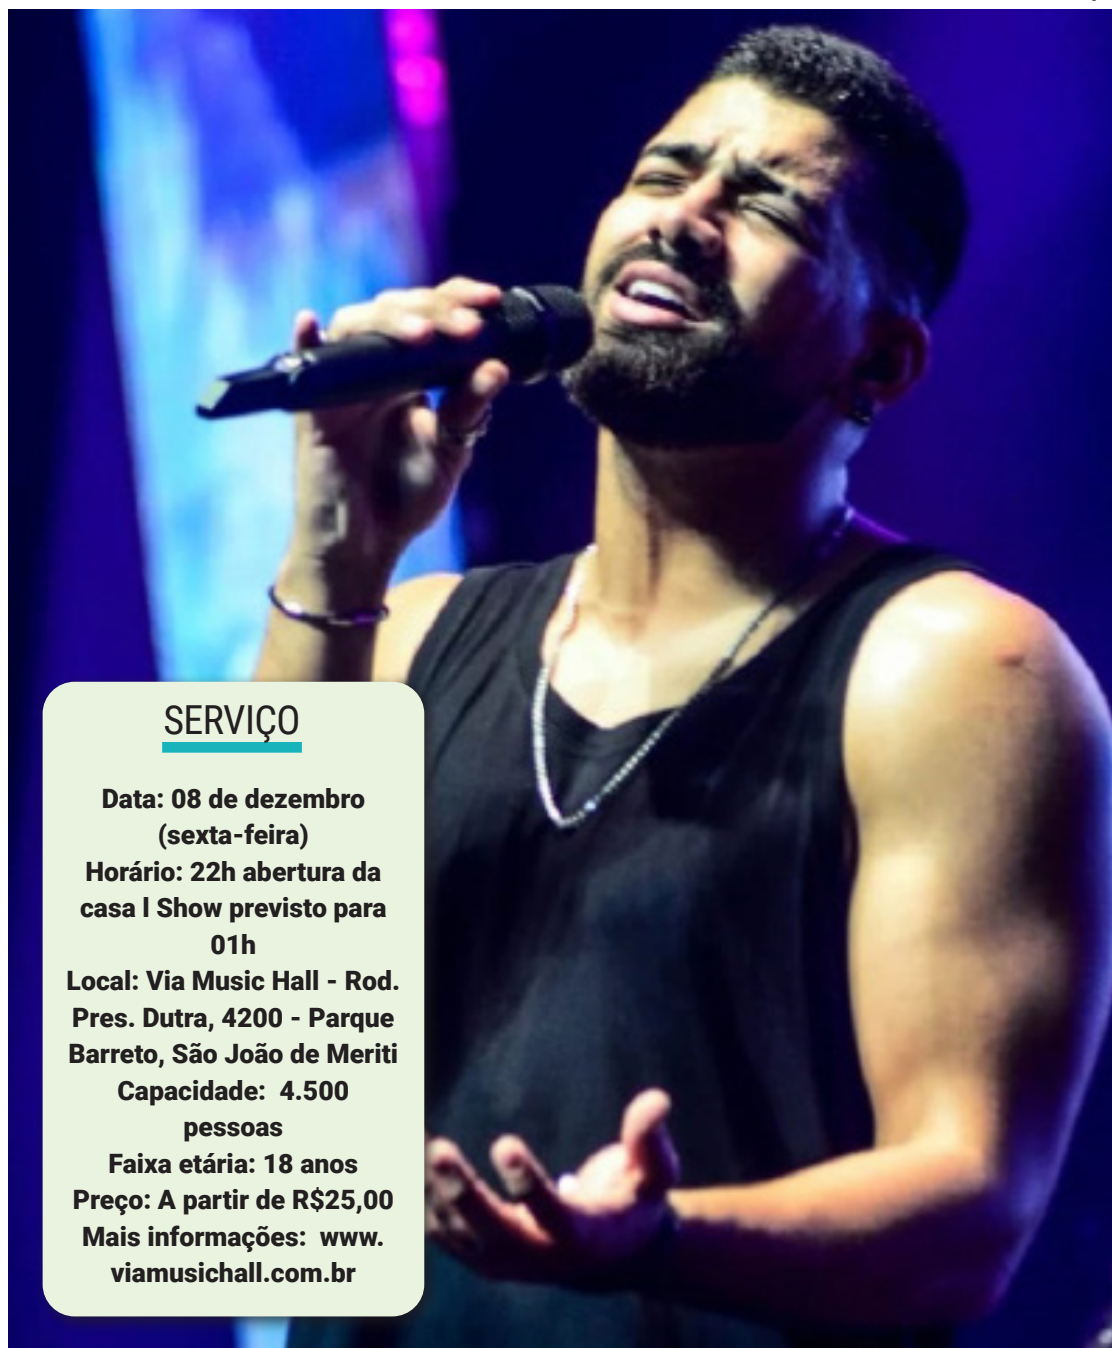 SERVIÇO
Data: 08 de dezembro
(sexta-feira)
Horário: 22h abertura da
casa l Show previsto para
01h
Local: Via Music Hall - Rod.
Pres. Dutra, 4200 - Parque
Barreto, São João de Meriti
Capacidade:  4.500
pessoas
Faixa etária: 18 anos
Preço: A partir de R$25,00
Mais informações:  www.
viamusichall.com.br